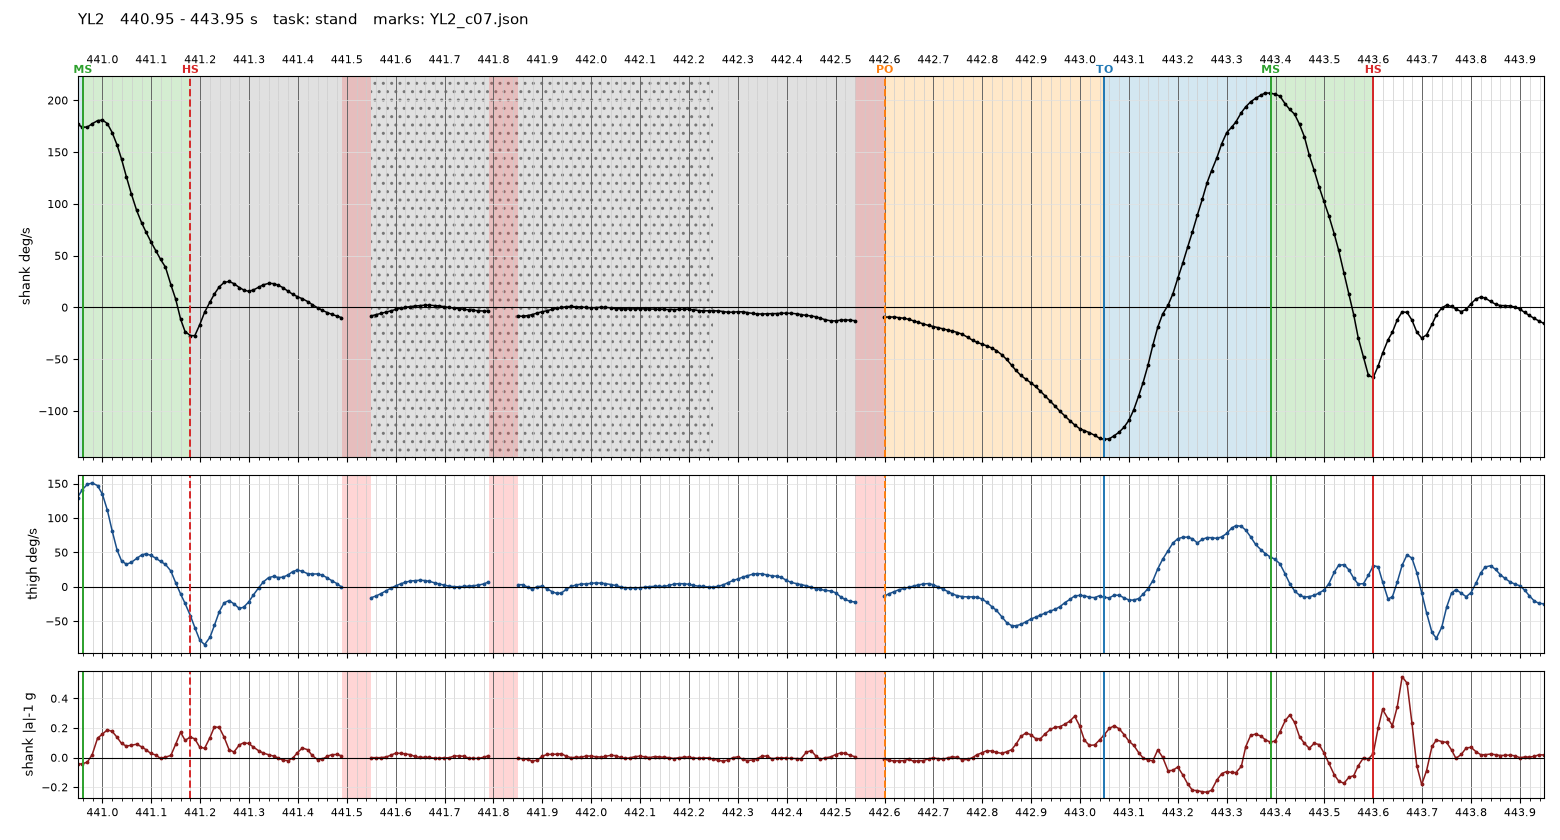 YL2   440.95 - 443.95 s   task: stand   marks: YL2_c07.json
441.0 441.1 441.2 441.3 441.4 441.5 441.6 441.7 441.8 441.9 442.0 442.1 442.2 442.3 442.4 442.5 442.6 442.7 442.8 442.9 443.0 443.1 443.2 443.3 443.4 443.5 443.6 443.7 443.8 443.9
MS HS PO TO MS HS
shank deg/s
200
150
100
50
0
−50
−100
thigh deg/s
150
100
50
0
−50
shank |a|-1 g
0.4
0.2
0.0
−0.2
441.0 441.1 441.2 441.3 441.4 441.5 441.6 441.7 441.8 441.9 442.0 442.1 442.2 442.3 442.4 442.5 442.6 442.7 442.8 442.9 443.0 443.1 443.2 443.3 443.4 443.5 443.6 443.7 443.8 443.9